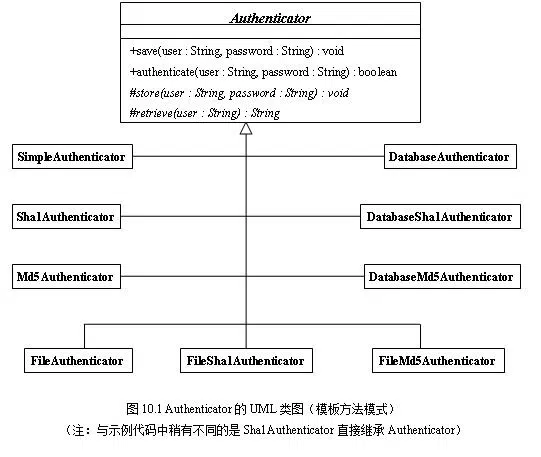 Authenticator
+save(user : String, password : String) : void
+authenticate(user : String, password : String) : boolean
#store(user : String, password : String) : void
#retrieve(user : String) : String
SimpleAuthenticator
DatabaseAuthenticator
Sha1Authenticator
DatabaseSha1Authenticator
Md5Authenticator
DatabaseMd5Authenticator
FileAuthenticator
FileSha1Authenticator
FileMd5Authenticator
图 10.1 Authenticator 的 UML 类图（模板方法模式）
（注：与示例代码中稍有不同的是 Sha1Authenticator 直接继承 Authenticator）